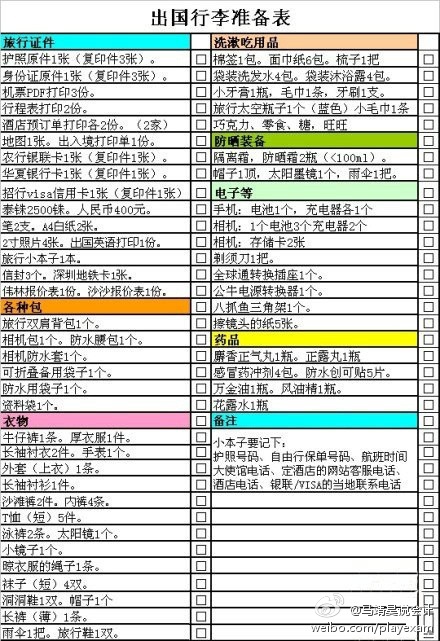 出国行李准备表
旅行证件
护照原件1张（复印件3张）。
身份证原件1张（复印件3张）。
机票PDF打印3份。
行程表打印2份。
酒店预订单打印各2份。（2家）
地图1张。出入境打印单1份。
农行银联卡1张（复印件1张）
华夏银行卡1张（复印件1张）
招行visa信用卡1张（复印件1张）
泰铢2500铢。人民币400元。
笔2支。A4白纸2张。
2寸照片4张。出国英语打印1份。
旅行小本子1本。
信封3个。深圳地铁卡1张。
伟林报价表1份。沙沙报价表1份。
各种包
旅行双肩背包1个。
相机包1个。防水腰包1个。
相机防水套1个。
可折叠备用袋子1个。
防水用袋子1个。
资料袋1个。
衣物
牛仔裤1条。厚衣服1件。
长袖衬衣2件。手表1个。
外套（上衣）1条。
长袖衬衫1件。
沙滩裤2件。内裤4条。
T恤（短）5件。
泳裤2条。太阳镜1个。
小镜子1个。
晾衣服的绳子1条。
袜子（短）4双。
洞洞鞋1双。帽子1个
长裤（薄）1条。
雨伞1把。旅行鞋1双。
洗漱吃用品
棉签1包。面巾纸6包。梳子1把
袋装洗发水4包。袋装沐浴露4包。
小牙膏1瓶，毛巾1条，牙刷1支。
旅行太空瓶子1个（蓝色）小毛巾1条
巧克力、零食、糖，旺旺
防晒装备
隔离霜，防晒霜2瓶（〈100ml）。
帽子1顶，太阳墨镜1个，雨伞1把。
电子等
手机：电池1个，充电器各1个
相机：1个电池3个充电器2个
相机：存储卡2张
剃须刀1把。
全球通转换插座1个。
公牛电源转换器1个。
八抓鱼三角架1个。
擦镜头的纸5张。
药品
麝香正气丸1瓶。正露丸1瓶
感冒药冲剂4包。防水创可贴5片。
万金油1瓶。风油精1瓶。
花露水1瓶
备注
小本子要记下：
护照号码、自由行保单号码、航班时间
大使馆电话、定酒店的网站客服电话、
酒店电话、银联/VISA的当地联系电话
weibo.com/playexam